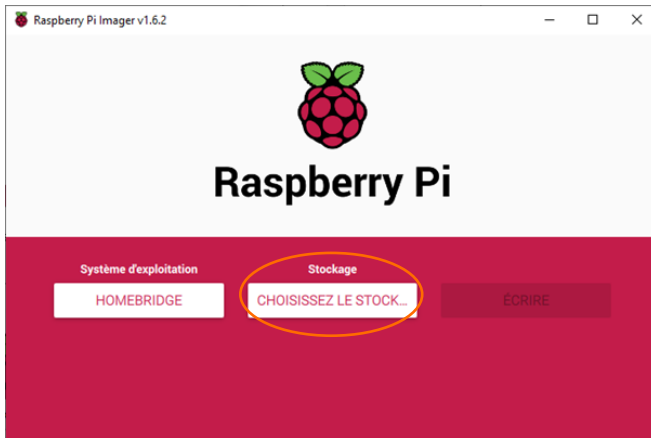 Raspberry Pi Imager v1.6.2
Raspberry Pi
Système d'exploitation
Stockage
HOMEBRIDGE
CHOISISSEZ LE STOCK...
ÉCRIRE